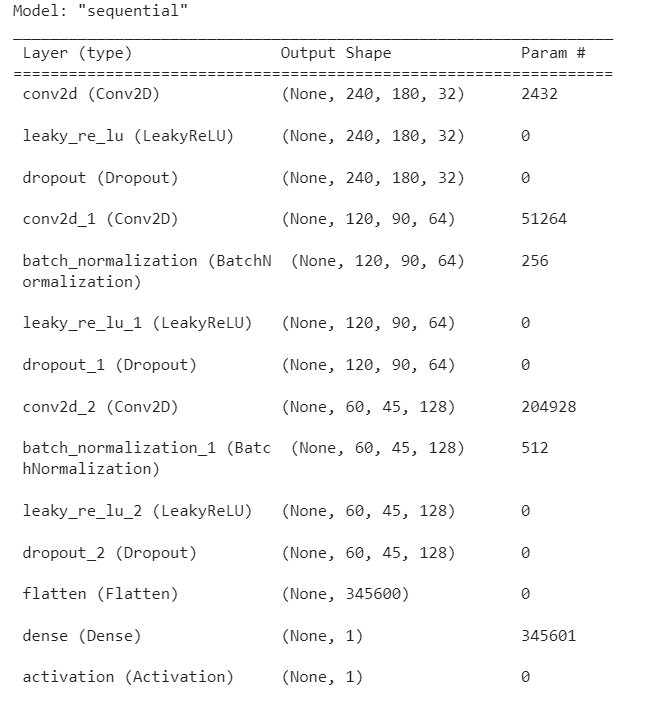 Model: "sequential"
_________________________________________________________________
Layer (type) Output Shape Param #
=================================================================
conv2d (Conv2D) (None, 240, 180, 32) 2432
leaky_re_lu (LeakyReLU) (None, 240, 180, 32) 0
dropout (Dropout) (None, 240, 180, 32) 0
conv2d_1 (Conv2D) (None, 120, 90, 64) 51264
batch_normalization (BatchN (None, 120, 90, 64) 256
ormalization)
leaky_re_lu_1 (LeakyReLU) (None, 120, 90, 64) 0
dropout_1 (Dropout) (None, 120, 90, 64) 0
conv2d_2 (Conv2D) (None, 60, 45, 128) 204928
batch_normalization_1 (Batc (None, 60, 45, 128) 512
hNormalization)
leaky_re_lu_2 (LeakyReLU) (None, 60, 45, 128) 0
dropout_2 (Dropout) (None, 60, 45, 128) 0
flatten (Flatten) (None, 345600) 0
dense (Dense) (None, 1) 345601
activation (Activation) (None, 1) 0